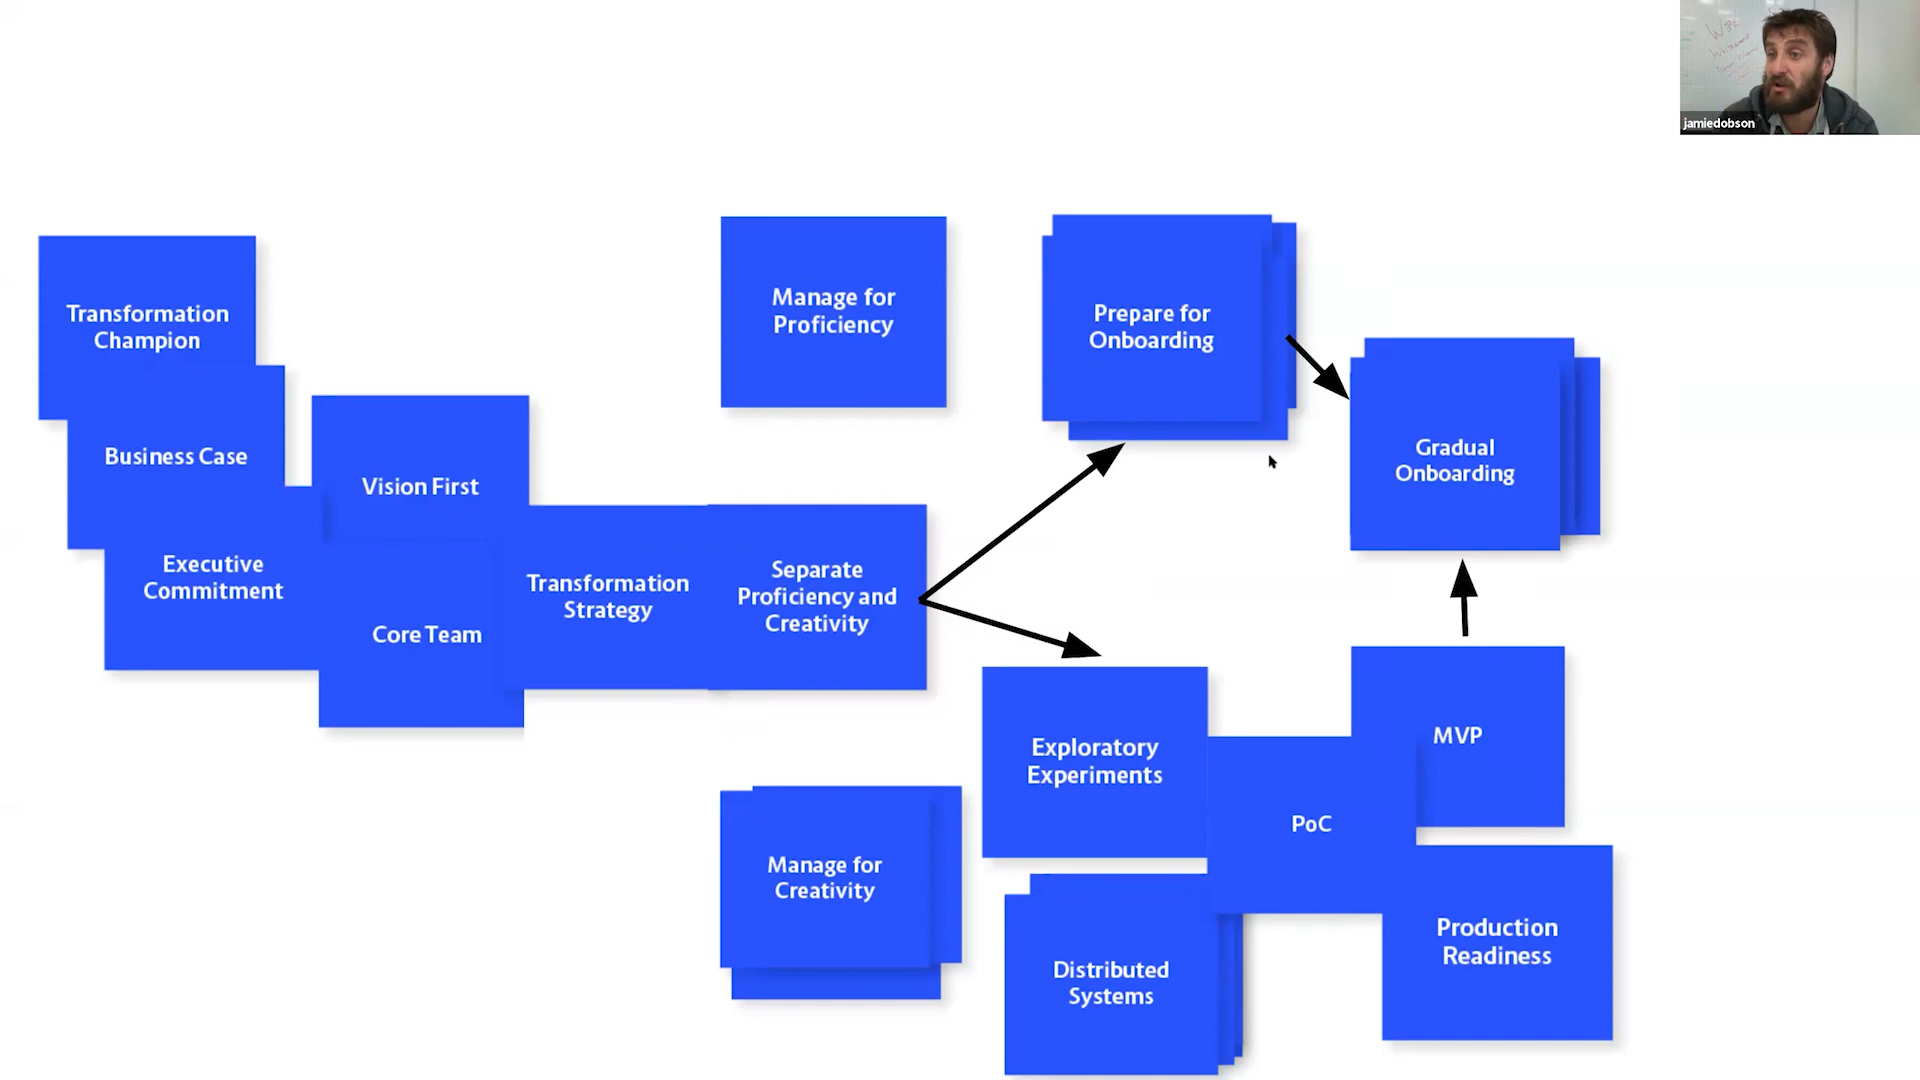 jamiedobson
Transformation
Champion
Business Case
Executive
Commitment
Vision First
Core Team
Transformation
Strategy
Separate
Proficiency and
Creativity
Manage for
Proficiency
Manage for
Creativity
Prepare for
Onboarding
Gradual
Onboarding
Exploratory
Experiments
PoC
MVP
Distributed
Systems
Production
Readiness